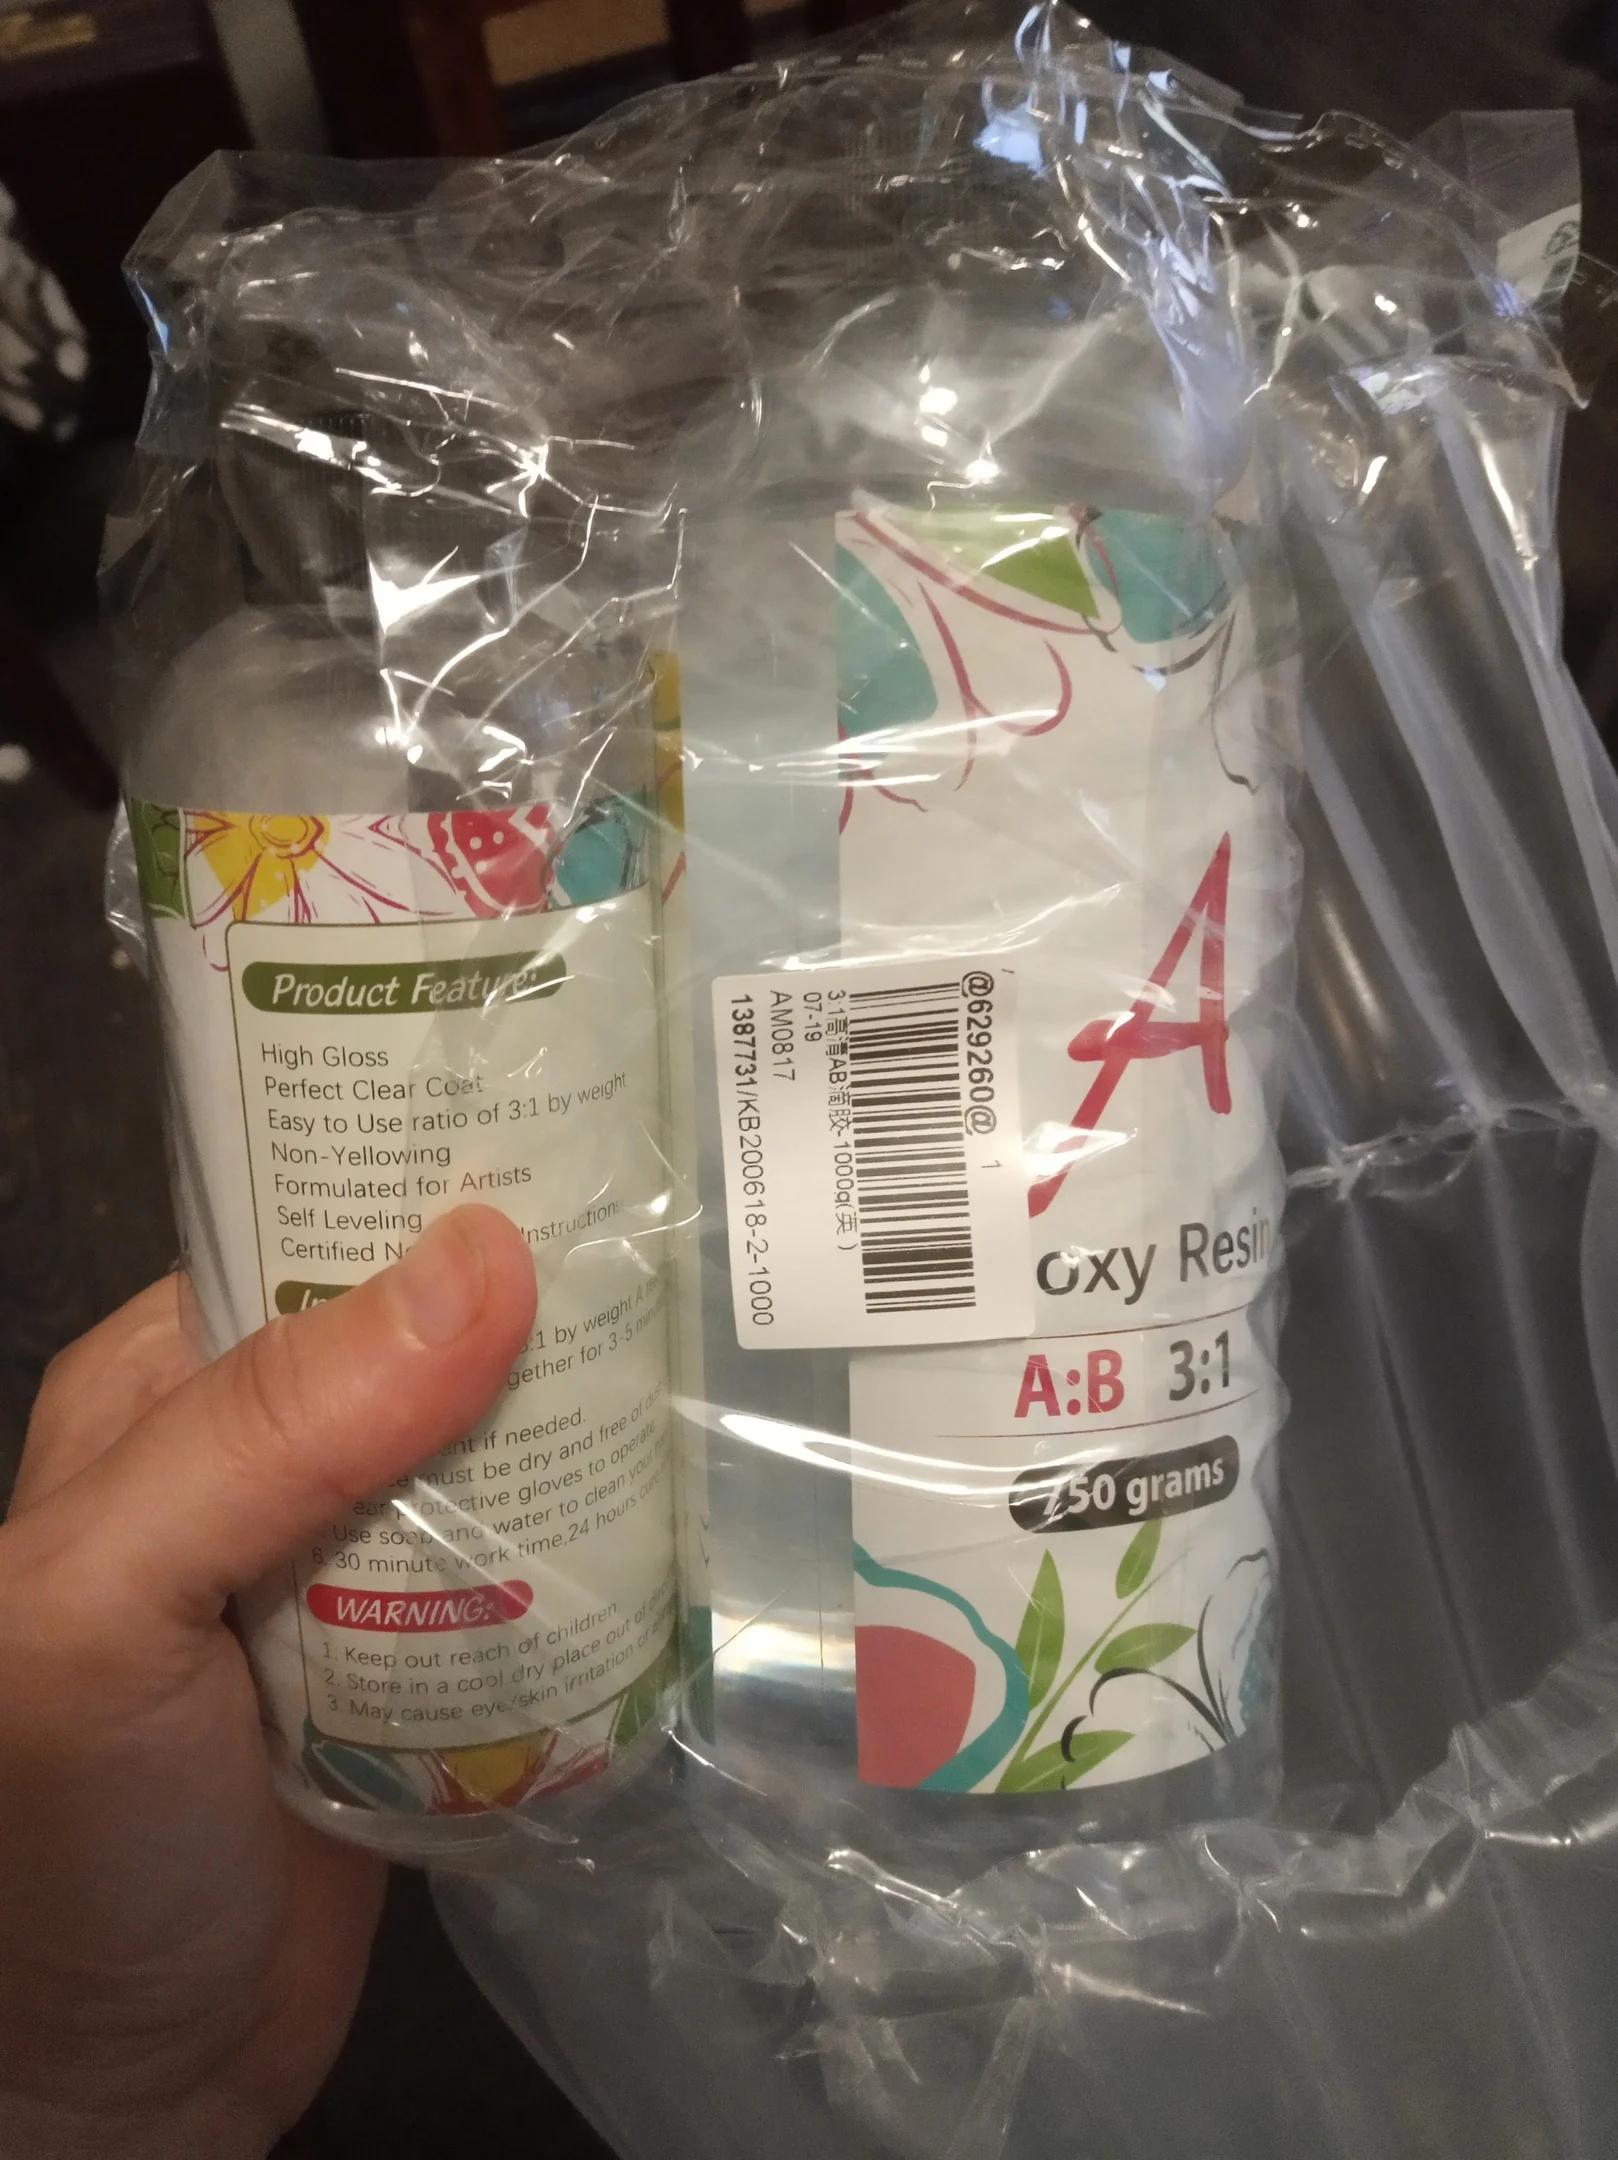 Product Feature:
High Gloss
Perfect Clear Coat
Easy to Use ratio of 3:1 by weight
Non-Yellowing
Formulated for Artists
Self Leveling
Certified
Instructions
3:1 by weight A
gether for 3-5
ent if needed.
must be dry and free of
protective gloves to operate
Use soap and water to clean your
6. 30 minute work time,24 hours
WARNING:
1. Keep out reach of children,
2. Store in a cool dry place out of
3. May cause eye/skin irritation or
@629260@ 1
3:1高清AB滴胶-1000g(英)
07-19
AM0817
1387731/KB200618-2-1000
A
oxy Resin
A:B 3:1
750 grams